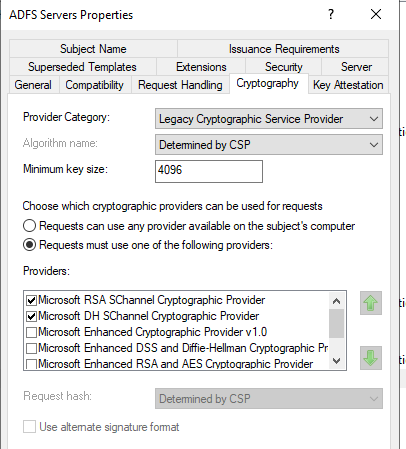 ADFS Servers Properties
? ×
Subject Name Issuance Requirements
Superseded Templates Extensions Security Server
General Compatibility Request Handling Cryptography Key Attestation
Provider Category: Legacy Cryptographic Service Provider
Algorithm name: Determined by CSP
Minimum key size: 4096
Choose which cryptographic providers can be used for requests
Requests can use any provider available on the subject's computer
Requests must use one of the following providers:
Providers:
Microsoft RSA SChannel Cryptographic Provider
Microsoft DH SChannel Cryptographic Provider
Microsoft Enhanced Cryptographic Provider v1.0
Microsoft Enhanced DSS and Diffie-Hellman Cryptographic Pr
Microsoft Enhanced RSA and AES Cryptographic Provider
Request hash: Determined by CSP
Use alternate signature format